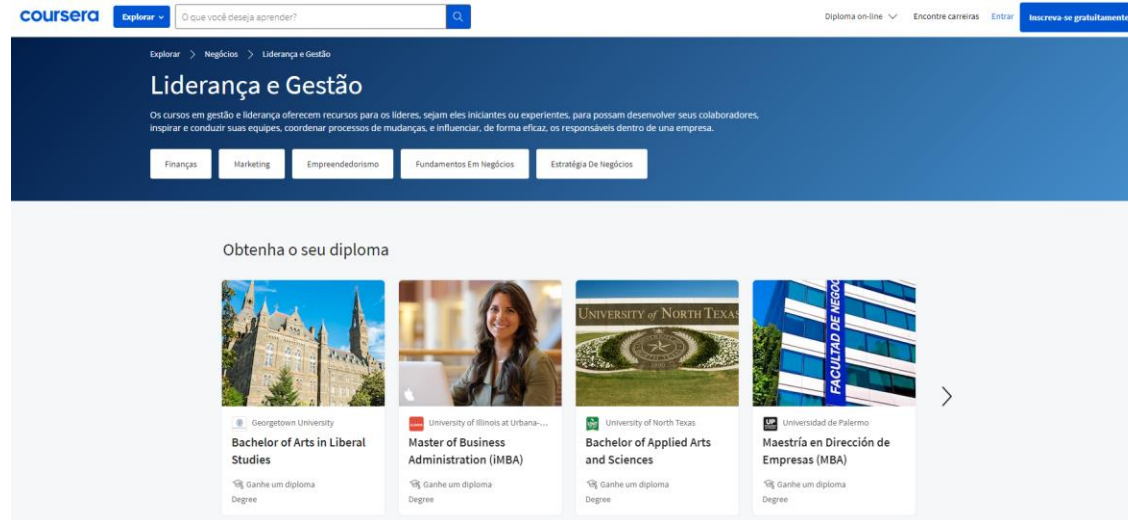 coursera
Explorar
O que você deseja aprender?
Diploma on-line
Encontre carreiras
Entrar
Inscreva-se gratuitamente
Explorar > Negócios > Liderança e Gestão
Liderança e Gestão
Os cursos em gestão e liderança oferecem recursos para os líderes, sejam eles iniciantes ou experientes, para possam desenvolver seus colaboradores,
inspirar e conduzir suas equipes, coordenar processos de mudanças, e influenciar, de forma eficaz, os responsáveis dentro de una empresa.
Finanças
Marketing
Empreendedorismo
Fundamentos Em Negócios
Estratégia De Negócios
Obtenha o seu diploma
UNIVERSITY of NORTH TEXAS
FACULTAD DE NEGOC
Georgetown University
Bachelor of Arts in Liberal
Studies
Ganhe um diploma
Degree
University of Illinois at Urbana-...
Master of Business
Administration (iMBA)
Ganhe um diploma
Degree
University of North Texas
Bachelor of Applied Arts
and Sciences
Ganhe um diploma
Degree
UP
Universidad de Palermo
Maestría en Dirección de
Empresas (MBA)
Ganhe um diploma
Degree